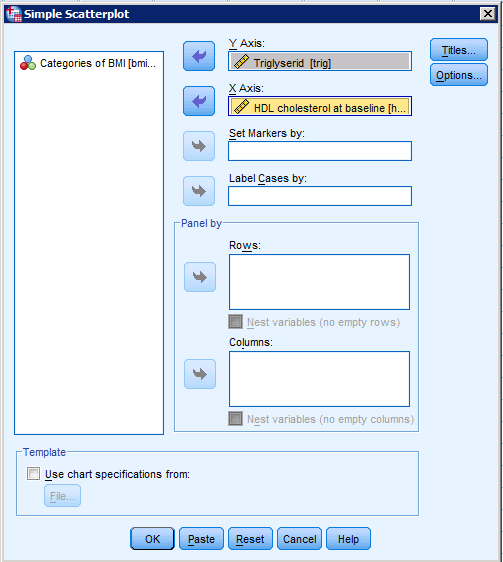 Simple Scatterplot
Categories of BMI [bmi...
Y Axis:
Triglyserid [trig]
X Axis:
HDL cholesterol at baseline [h...
Set Markers by:
Label Cases by:
Panel by
Rows:
Nest variables (no empty rows)
Columns:
Nest variables (no empty columns)
Titles...
Options...
Template
Use chart specifications from:
File...
OK
Paste
Reset
Cancel
Help